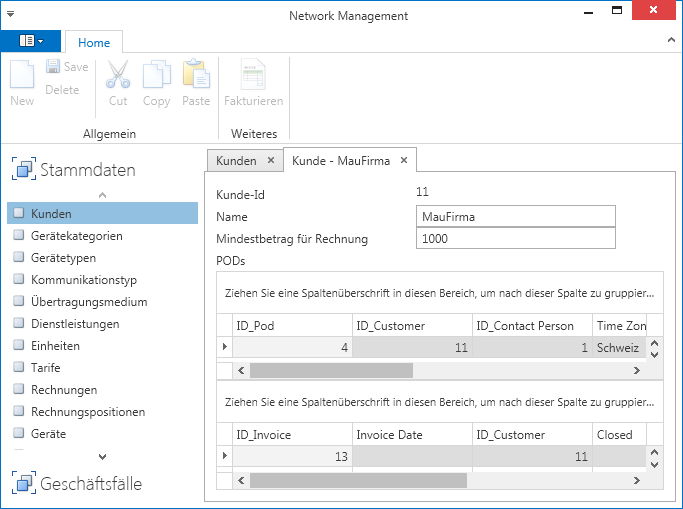 Network Management
Home
New
Save
Delete
Cut
Copy
Paste
Fakturieren
Allgemein
Weiteres
Stammdaten
Kunden
Gerätekategorien
Gerätetypen
Kommunikationstyp
Übertragungsmedium
Dienstleistungen
Einheiten
Tarife
Rechnungen
Rechnungspositionen
Geräte
Geschäftsfälle
Kunden Kunde - MauFirma
Kunde-Id 11
Name MauFirma
Mindestbetrag für Rechnung 1000
PODs
Ziehen Sie eine Spaltenüberschrift in diesen Bereich, um nach dieser Spalte zu gruppier...
ID_Pod ID_Customer ID_Contact Person Time Zon
4 11 1 Schweiz
Ziehen Sie eine Spaltenüberschrift in diesen Bereich, um nach dieser Spalte zu gruppier...
ID_Invoice Invoice Date ID_Customer Closed
13 11